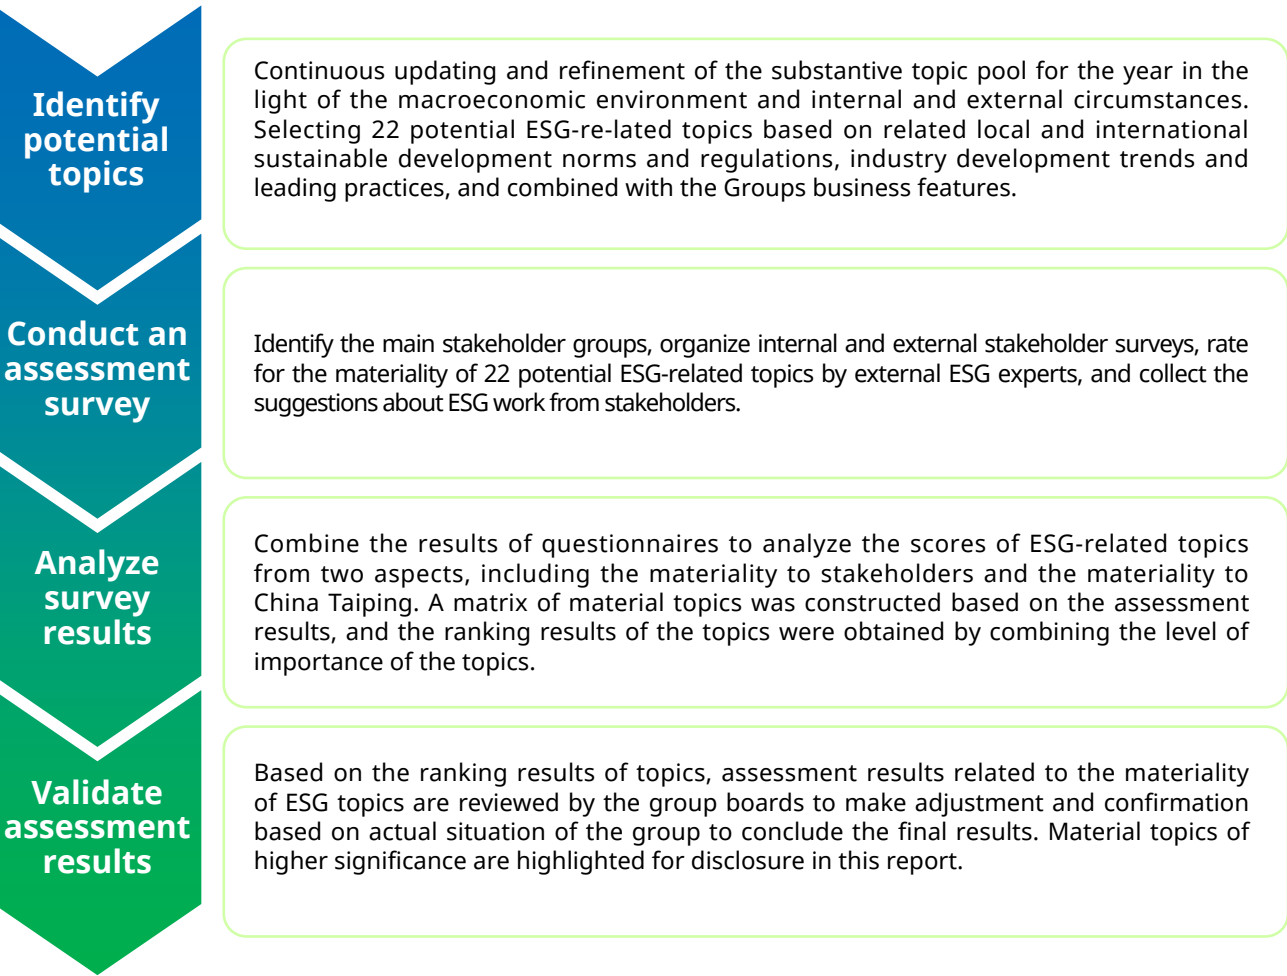 Identify
potential
topics
Continuous updating and refinement of the substantive topic pool for the year in the
light of the macroeconomic environment and internal and external circumstances.
Selecting 22 potential ESG-re-lated topics based on related local and international
sustainable development norms and regulations, industry development trends and
leading practices, and combined with the Groups business features.
Conduct an
assessment
survey
Identify the main stakeholder groups, organize internal and external stakeholder surveys, rate
for the materiality of 22 potential ESG-related topics by external ESG experts, and collect the
suggestions about ESG work from stakeholders.
Analyze
survey
results
Combine the results of questionnaires to analyze the scores of ESG-related topics
from two aspects, including the materiality to stakeholders and the materiality to
China Taiping. A matrix of material topics was constructed based on the assessment
results, and the ranking results of the topics were obtained by combining the level of
importance of the topics.
Validate
assessment
results
Based on the ranking results of topics, assessment results related to the materiality
of ESG topics are reviewed by the group boards to make adjustment and confirmation
based on actual situation of the group to conclude the final results. Material topics of
higher significance are highlighted for disclosure in this report.